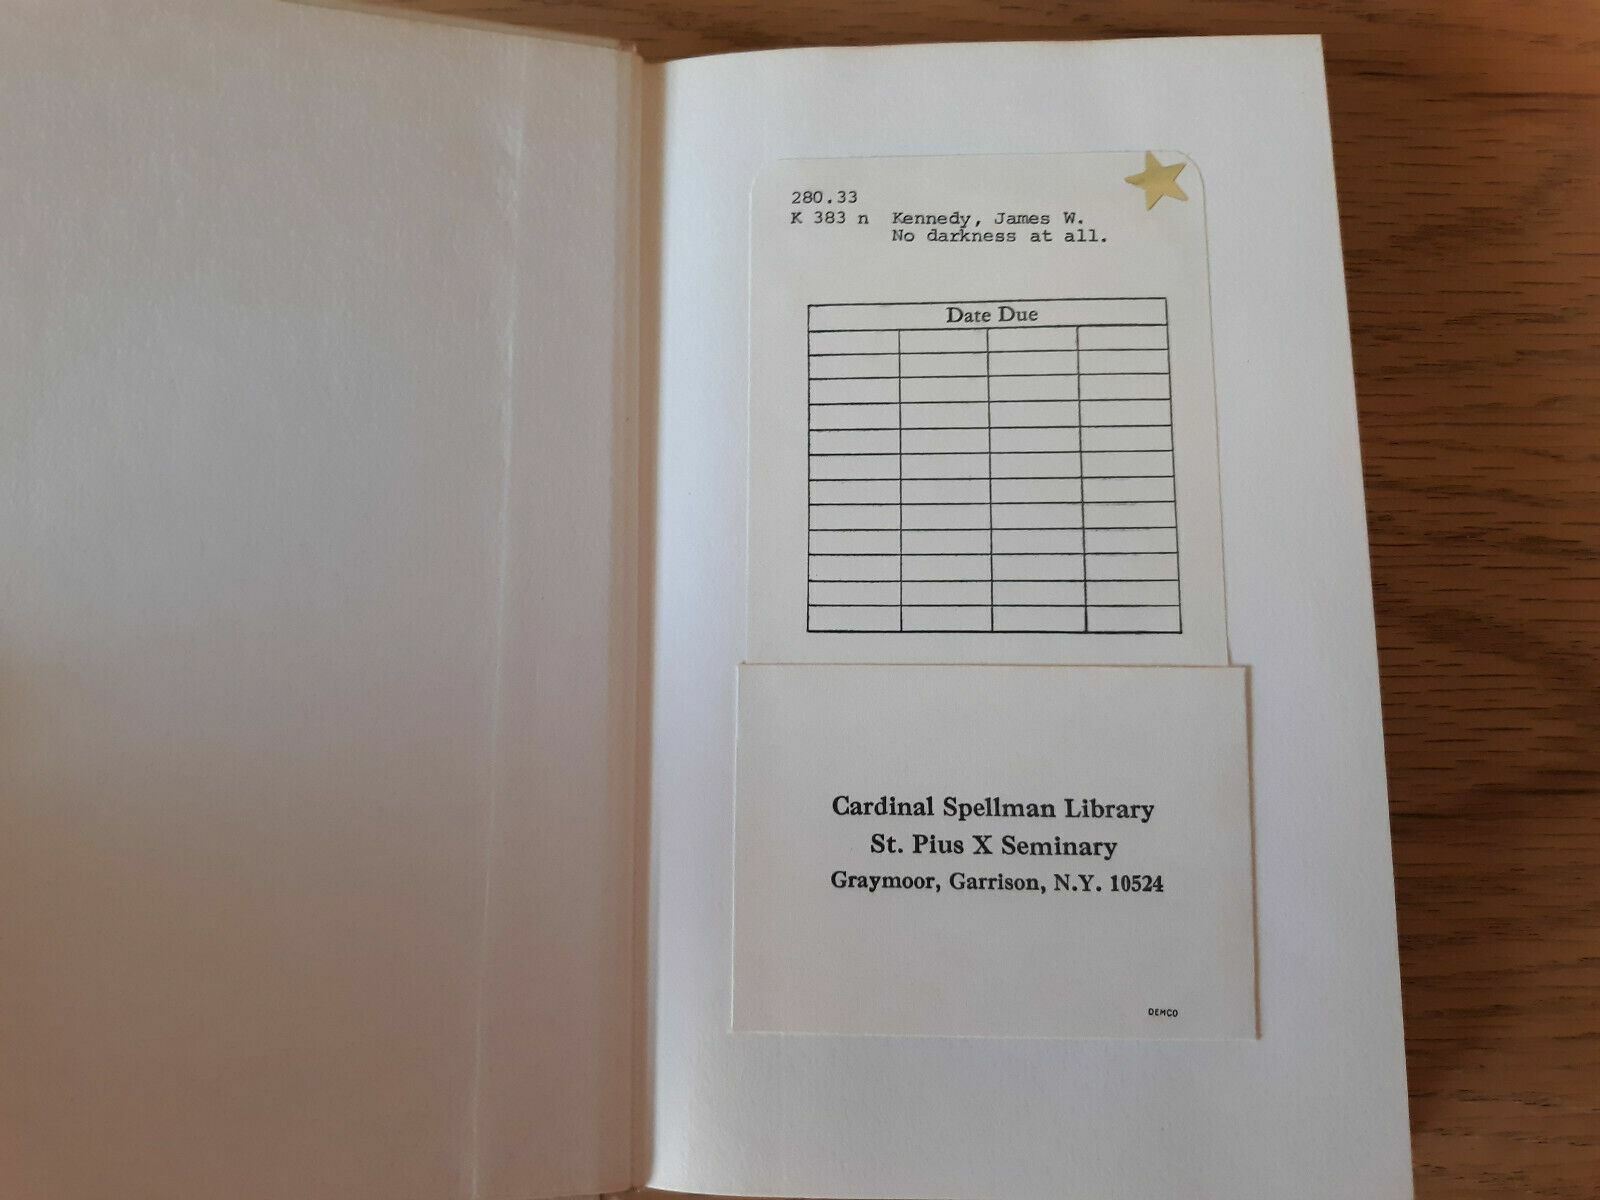 280.33
K 383 n Kennedy, James W.
No darkness at all.
Date Due
Cardinal Spellman Library
St. Pius X Seminary
Graymoor, Garrison, N.Y. 10524
DEMCO